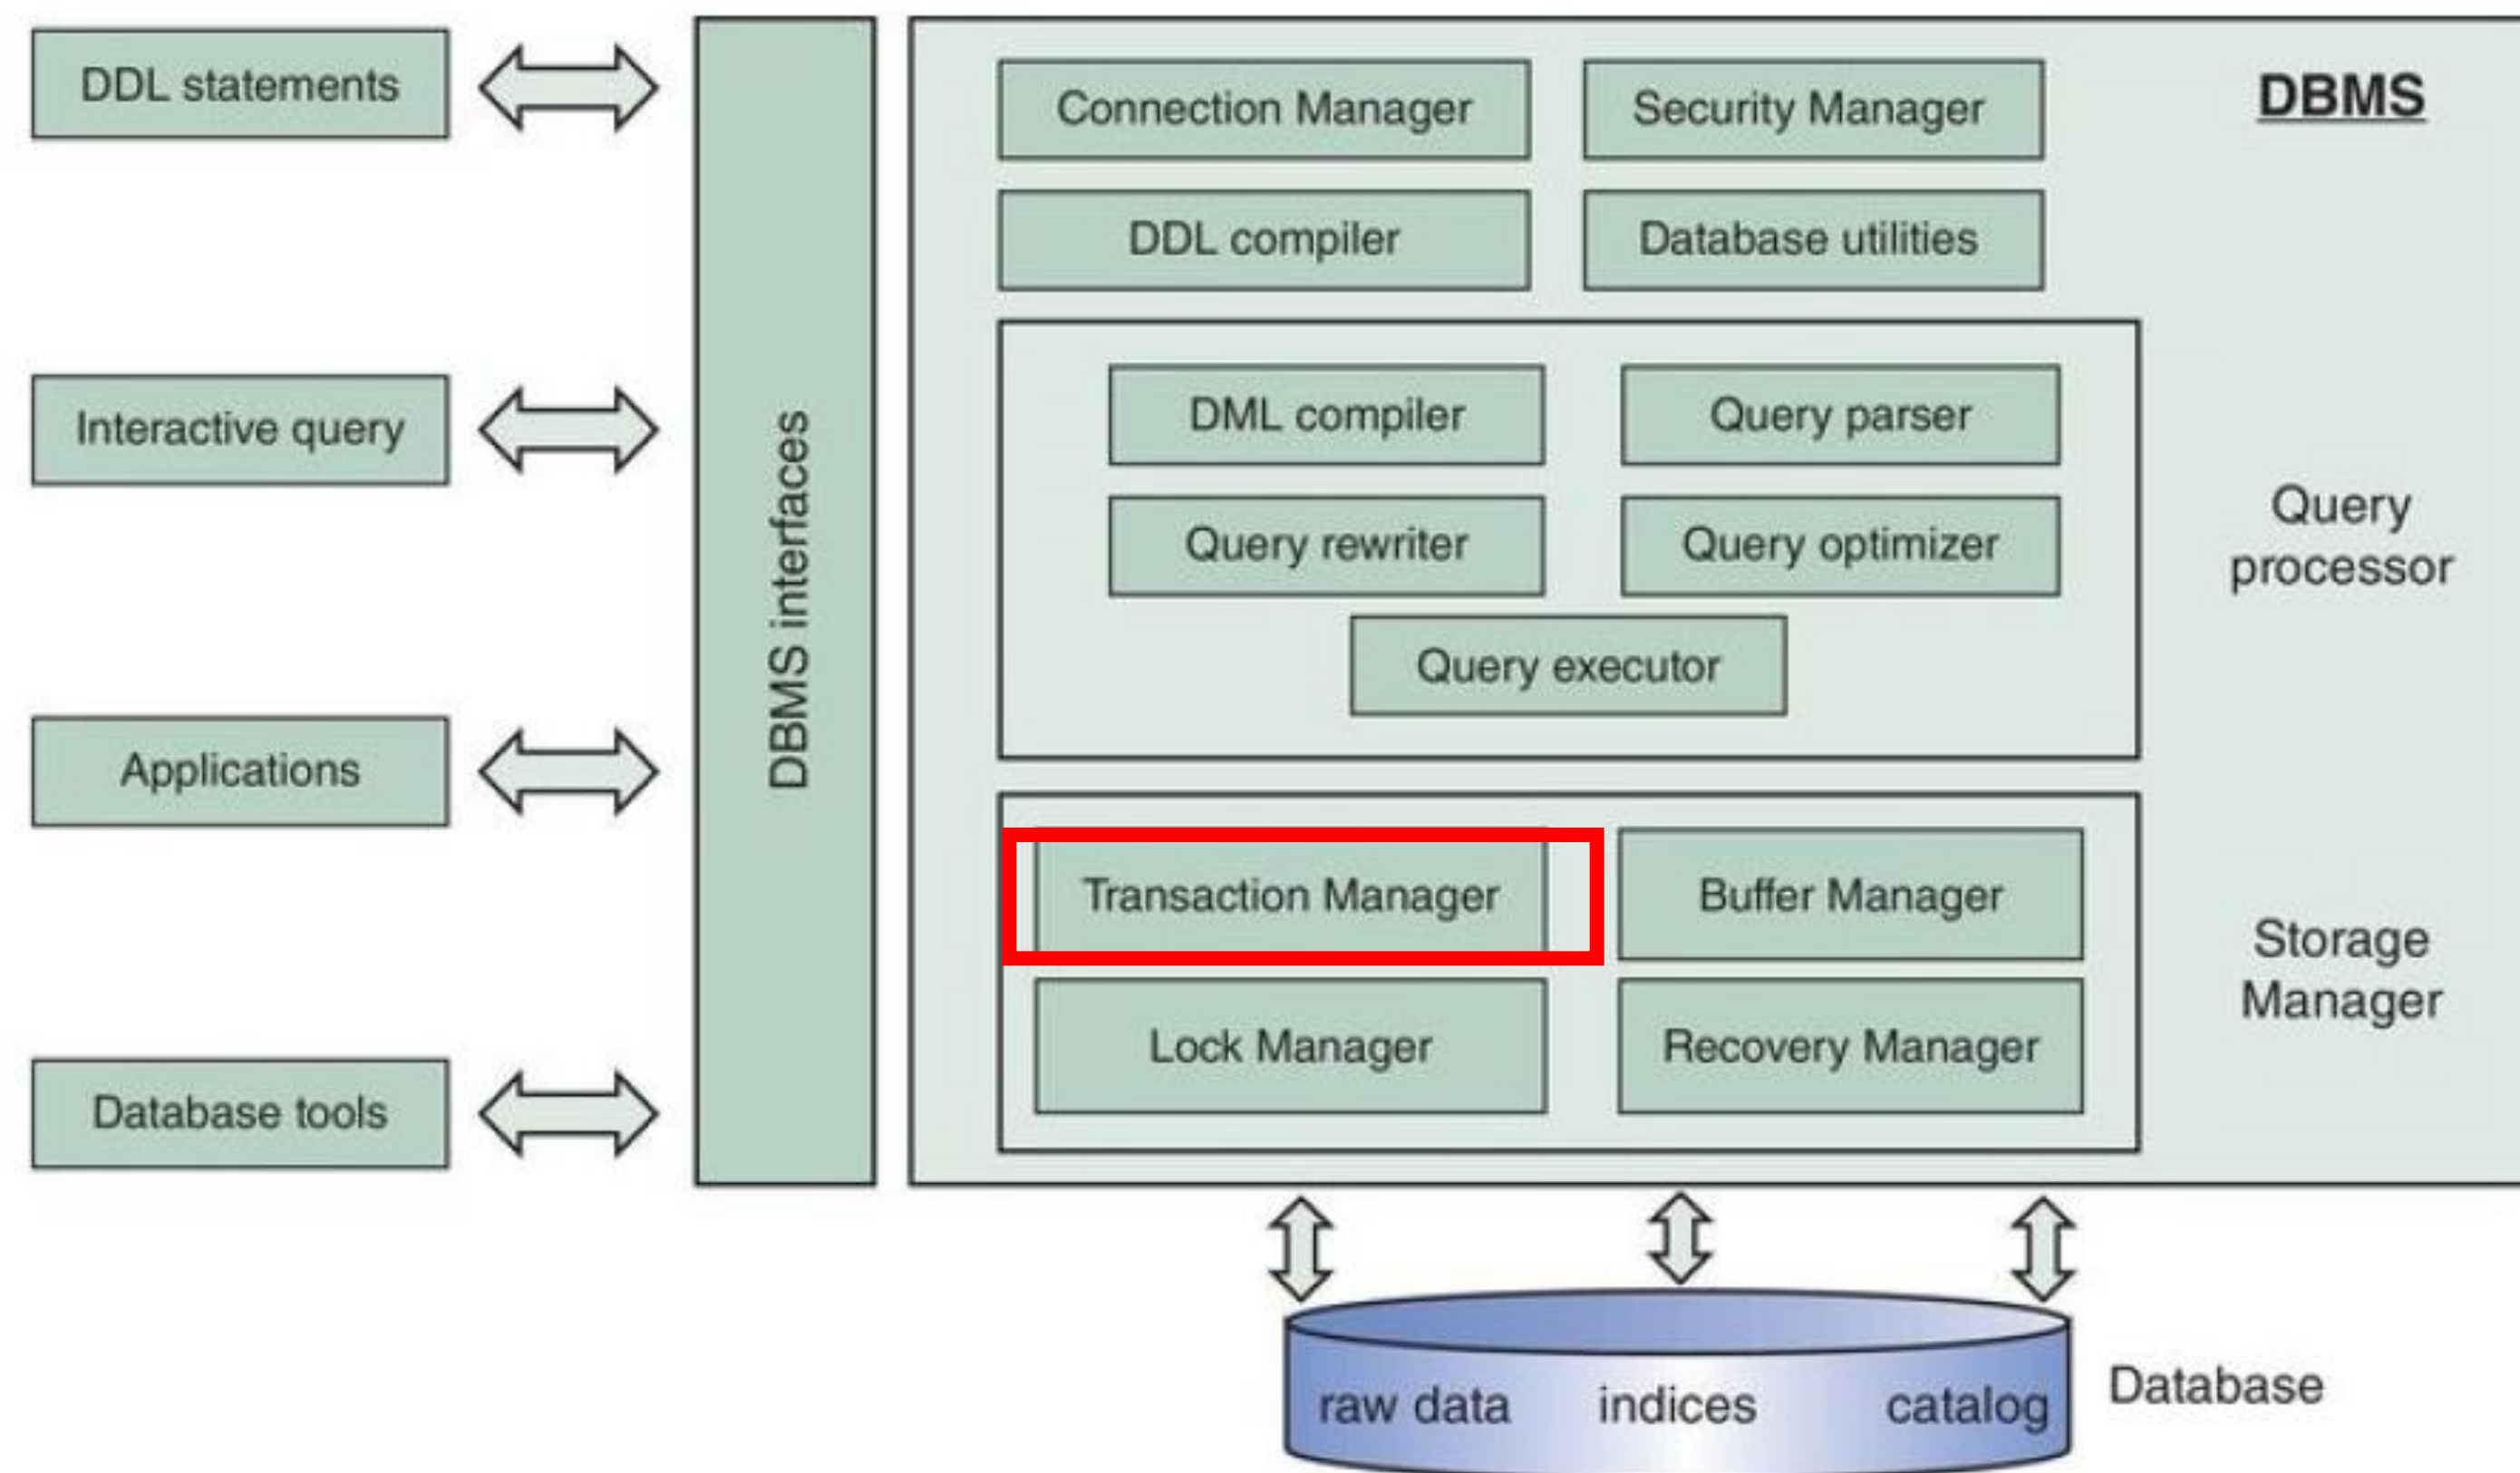 DDL statements
Interactive query
Applications
Database tools
DBMS interfaces
DBMS
Connection Manager
Security Manager
DDL compiler
Database utilities
DML compiler
Query parser
Query rewriter
Query optimizer
Query executor
Query
processor
Transaction Manager
Buffer Manager
Lock Manager
Recovery Manager
Storage
Manager
raw data
indices
catalog
Database